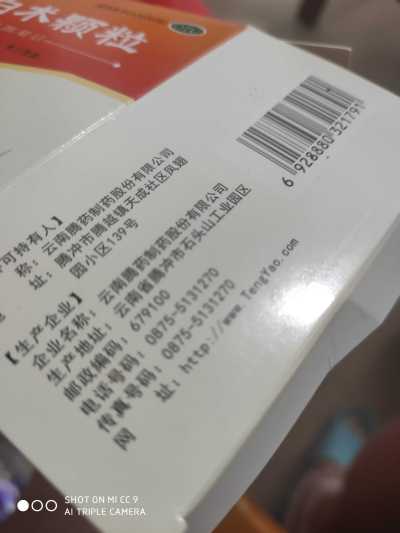 白术颗粒
可持有人】
称：云南腾药制药股份有限公司
址：腾冲市腾越镇天成社区凤翔
园小区139号
【生产企业】
企业名称：云南腾药制药股份有限公司
生产地址：云南省腾冲市石头山工业园区
邮政编码：679100
电话号码：0875-5131270
传真号码：0875-5131270
网 址：http://www.TengYao.com
6 928880 321791
SHOT ON MI CC 9
AI TRIPLE CAMERA